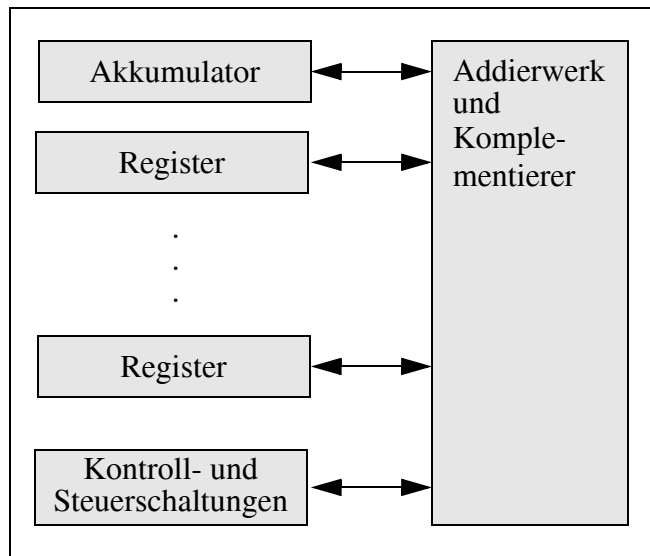 Akkumulator
Addierwerk
und
Komple-
mentierer
Register
.
.
.
Register
Kontroll- und
Steuerschaltungen